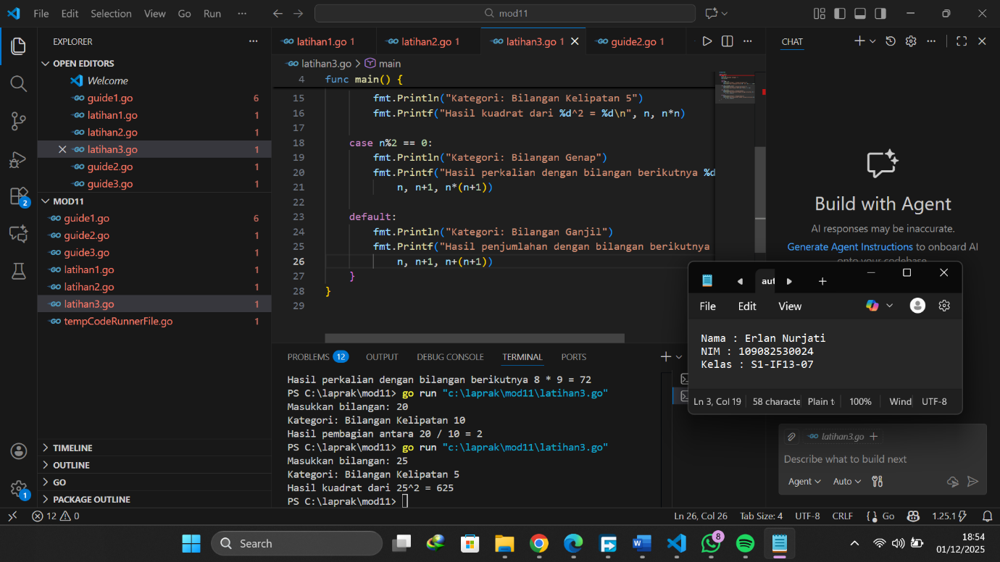 File Edit Selection View Go Run ··· mod11
EXPLORER
OPEN EDITORS
Welcome
guide1.go 6
latihan1.go 1
latihan2.go 1
latihan3.go 1
guide2.go 1
guide3.go 1
MOD11
guide1.go 6
guide2.go 1
guide3.go 1
latihan1.go 1
latihan2.go 1
latihan3.go 1
tempCodeRunnerFile.go 1
TIMELINE
OUTLINE
GO
PACKAGE OUTLINE
2
1
latihan1.go 1 latihan2.go 1 latihan3.go 1 guide2.go 1
latihan3.go > main
4 func main() {
15 fmt.Println("Kategori: Bilangan Kelipatan 5")
16 fmt.Printf("Hasil kuadrat dari %d^2 = %d\n", n, n*n)
17
18 case n%2 == 0:
19 fmt.Println("Kategori: Bilangan Genap")
20 fmt.Printf("Hasil perkalian dengan bilangan berikutnya %d
21 n, n+1, n*(n+1))
22
23 default:
24 fmt.Println("Kategori: Bilangan Ganjil")
25 fmt.Printf("Hasil penjumlahan dengan bilangan berikutnya
26 n, n+1, n+(n+1))
27 }
28 }
29
PROBLEMS 12 OUTPUT DEBUG CONSOLE TERMINAL PORTS
Hasil perkalian dengan bilangan berikutnya 8 * 9 = 72
PS C:\laprak\mod11> go run "c:\laprak\mod11\latihan3.go"
Masukkan bilangan: 20
Kategori: Bilangan Kelipatan 10
Hasil pembagian antara 20 / 10 = 2
PS C:\laprak\mod11> go run "c:\laprak\mod11\latihan3.go"
Masukkan bilangan: 25
Kategori: Bilangan Kelipatan 5
Hasil kuadrat dari 25^2 = 625
PS C:\laprak\mod11>
CHAT
Build with Agent
AI responses may be inaccurate.
Generate Agent Instructions to onboard AI
onto your codebase.
aut
File Edit View
Nama : Erlan Nurjati
NIM : 109082530024
Kelas : S1-IF13-07
Ln 3, Col 19 58 characte Plain t 100% Wind UTF-8
latihan3.go
Describe what to build next
Agent Auto
12 0 Ln 26, Col 26 Tab Size: 4 UTF-8 CRLF Go 1.25.1
Search
8
18:54
01/12/2025